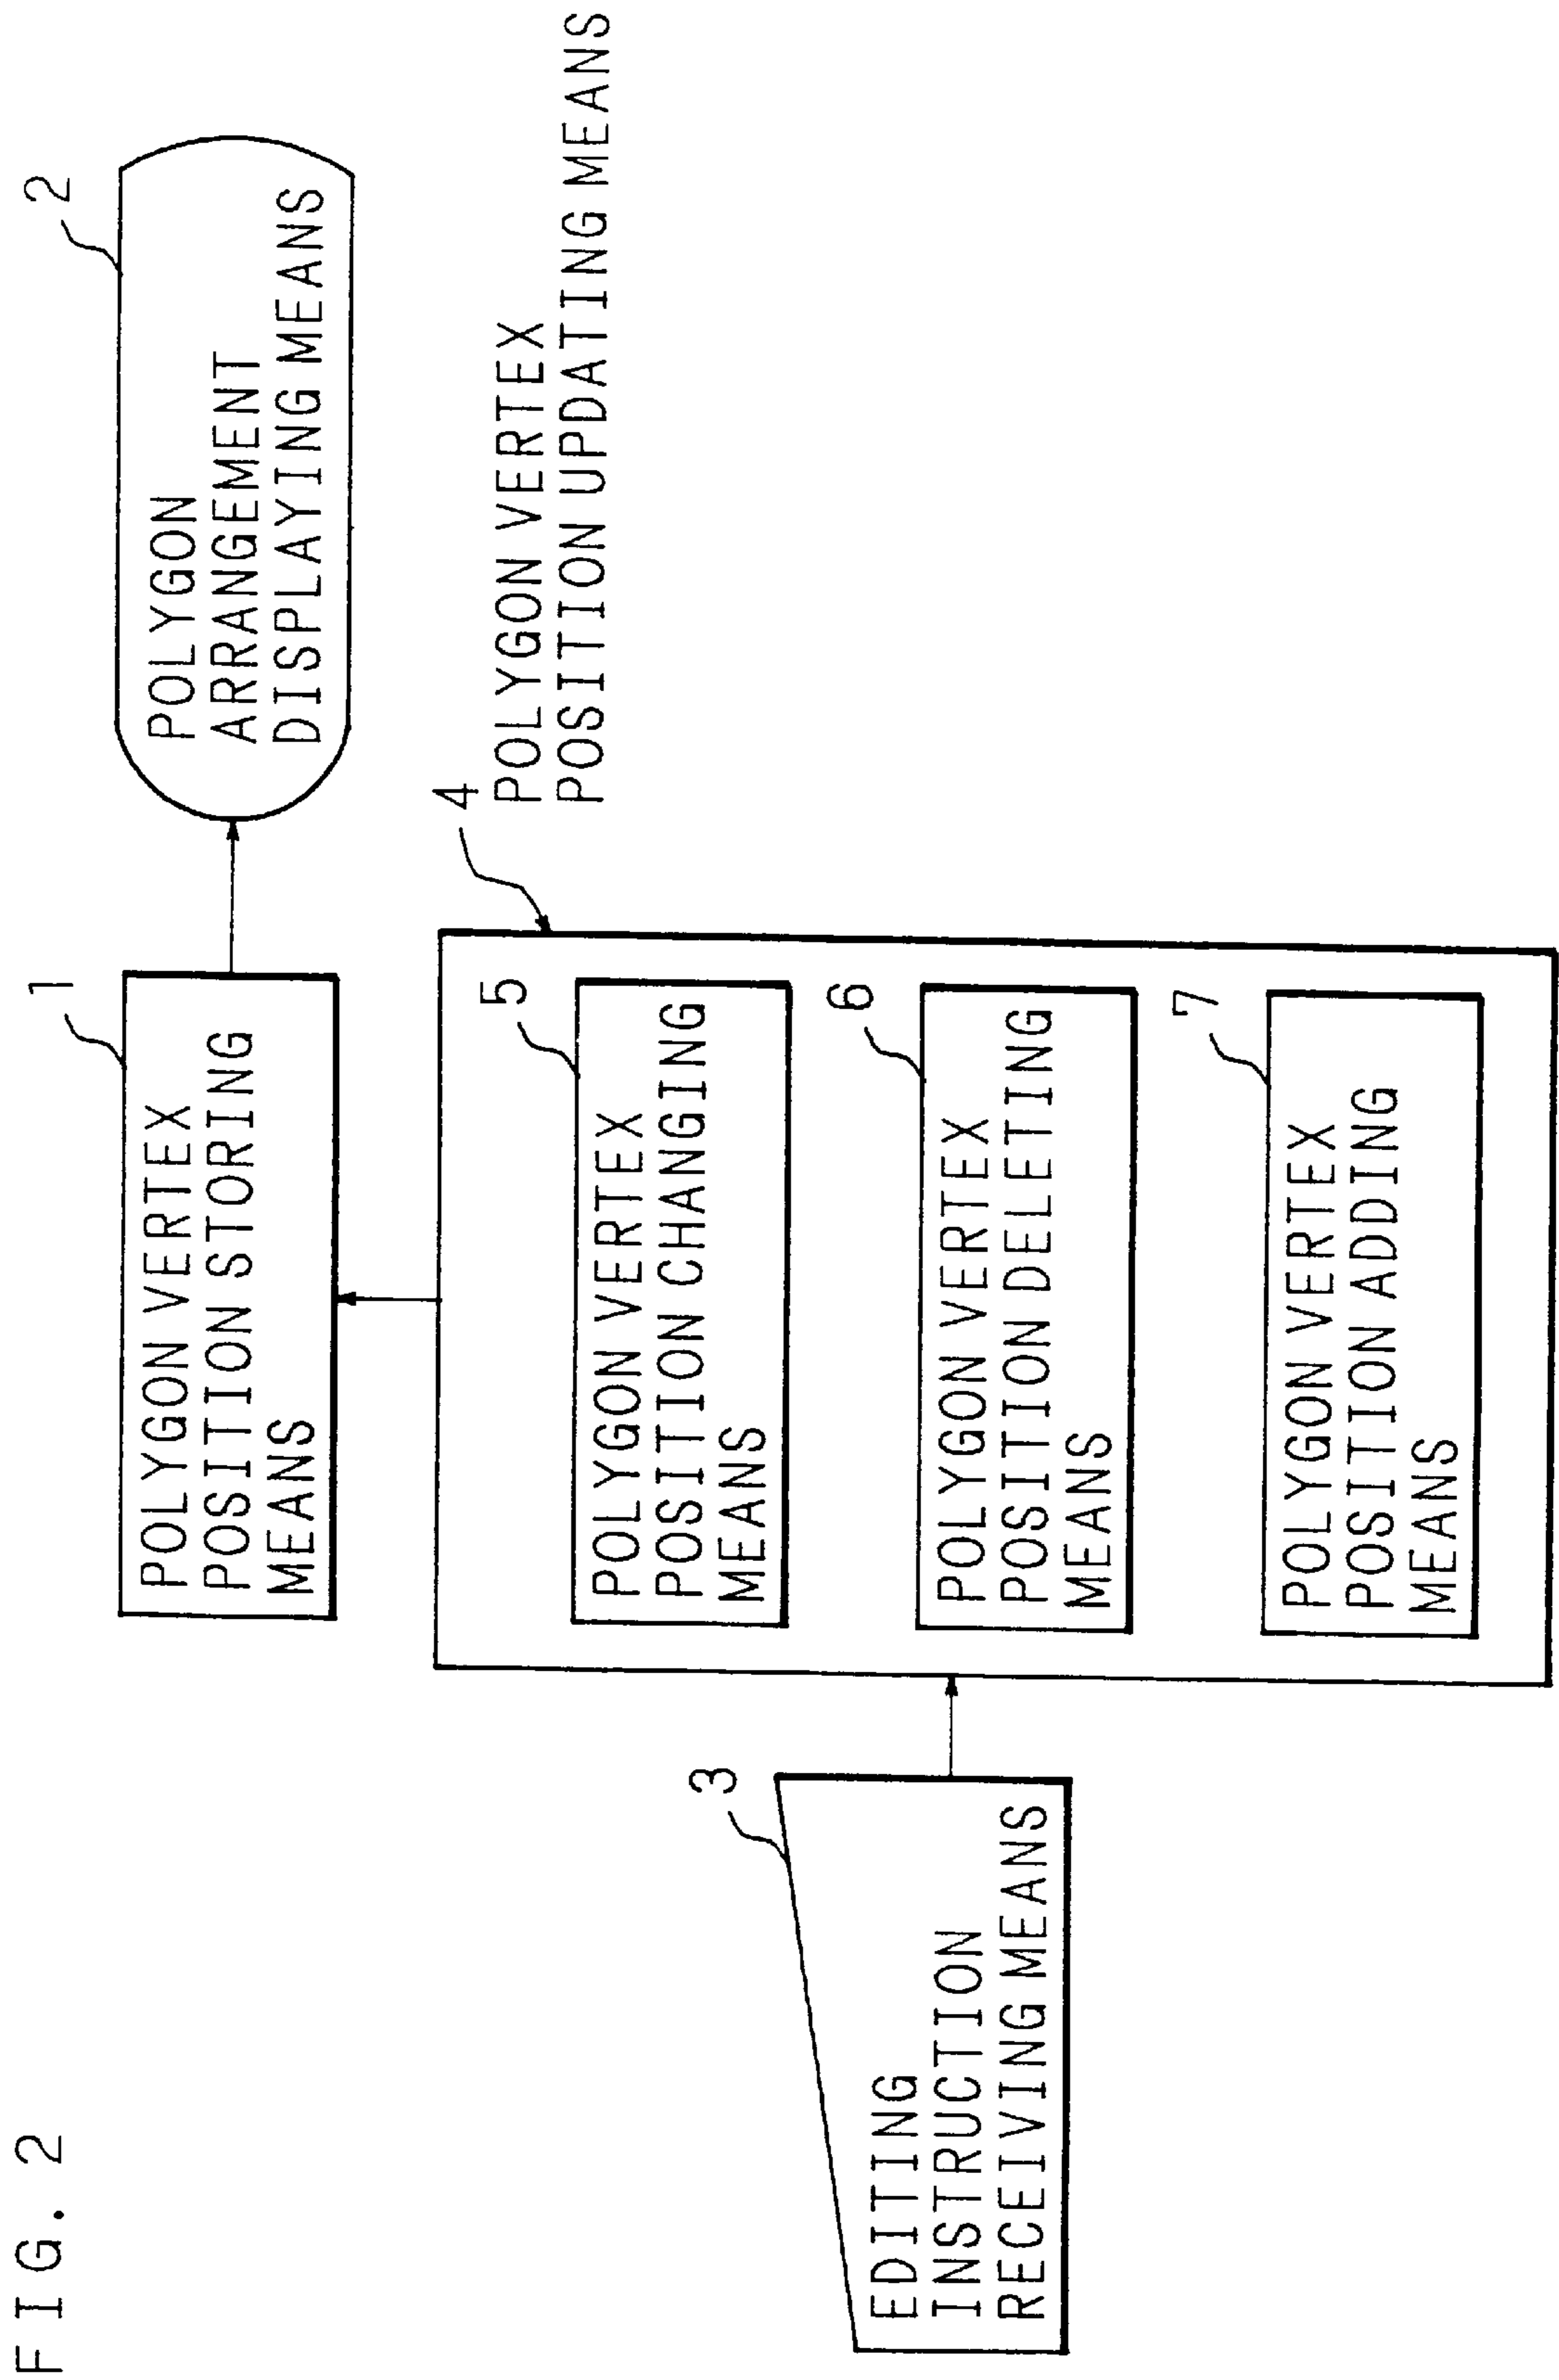 FIG. 2
1
POLYGON VERTEX
POSITION STORING
MEANS
2
POLYGON
ARRANGEMENT
DISPLAYING MEANS
3
EDITING
INSTRUCTION
RECEIVING MEANS
4
POLYGON VERTEX
POSITION UPDATING MEANS
5
POLYGON VERTEX
POSITION CHANGING
MEANS
6
POLYGON VERTEX
POSITION DELETING
MEANS
7
POLYGON VERTEX
POSITION ADDING
MEANS